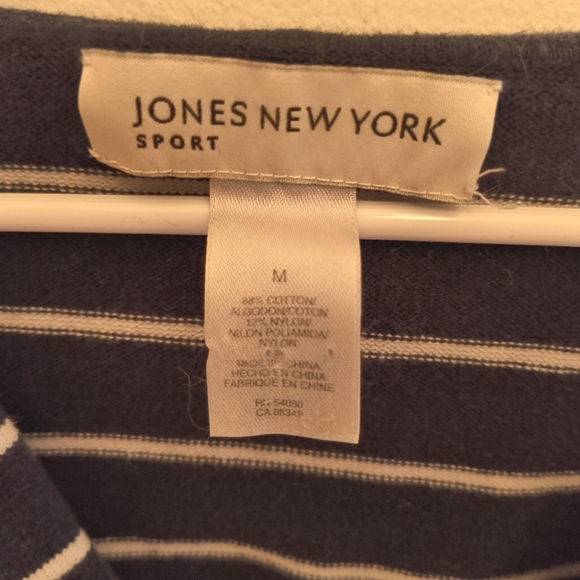 JONES NEW YORK
SPORT
M
88% COTTON/
ALGODON/COTON
12% NYLON/
NILON POLIAMIDA/
NYLON
MADE IN CHINA
HECHO EN CHINA
FABRIQUE EN CHINE
RN 54050
CA 08345